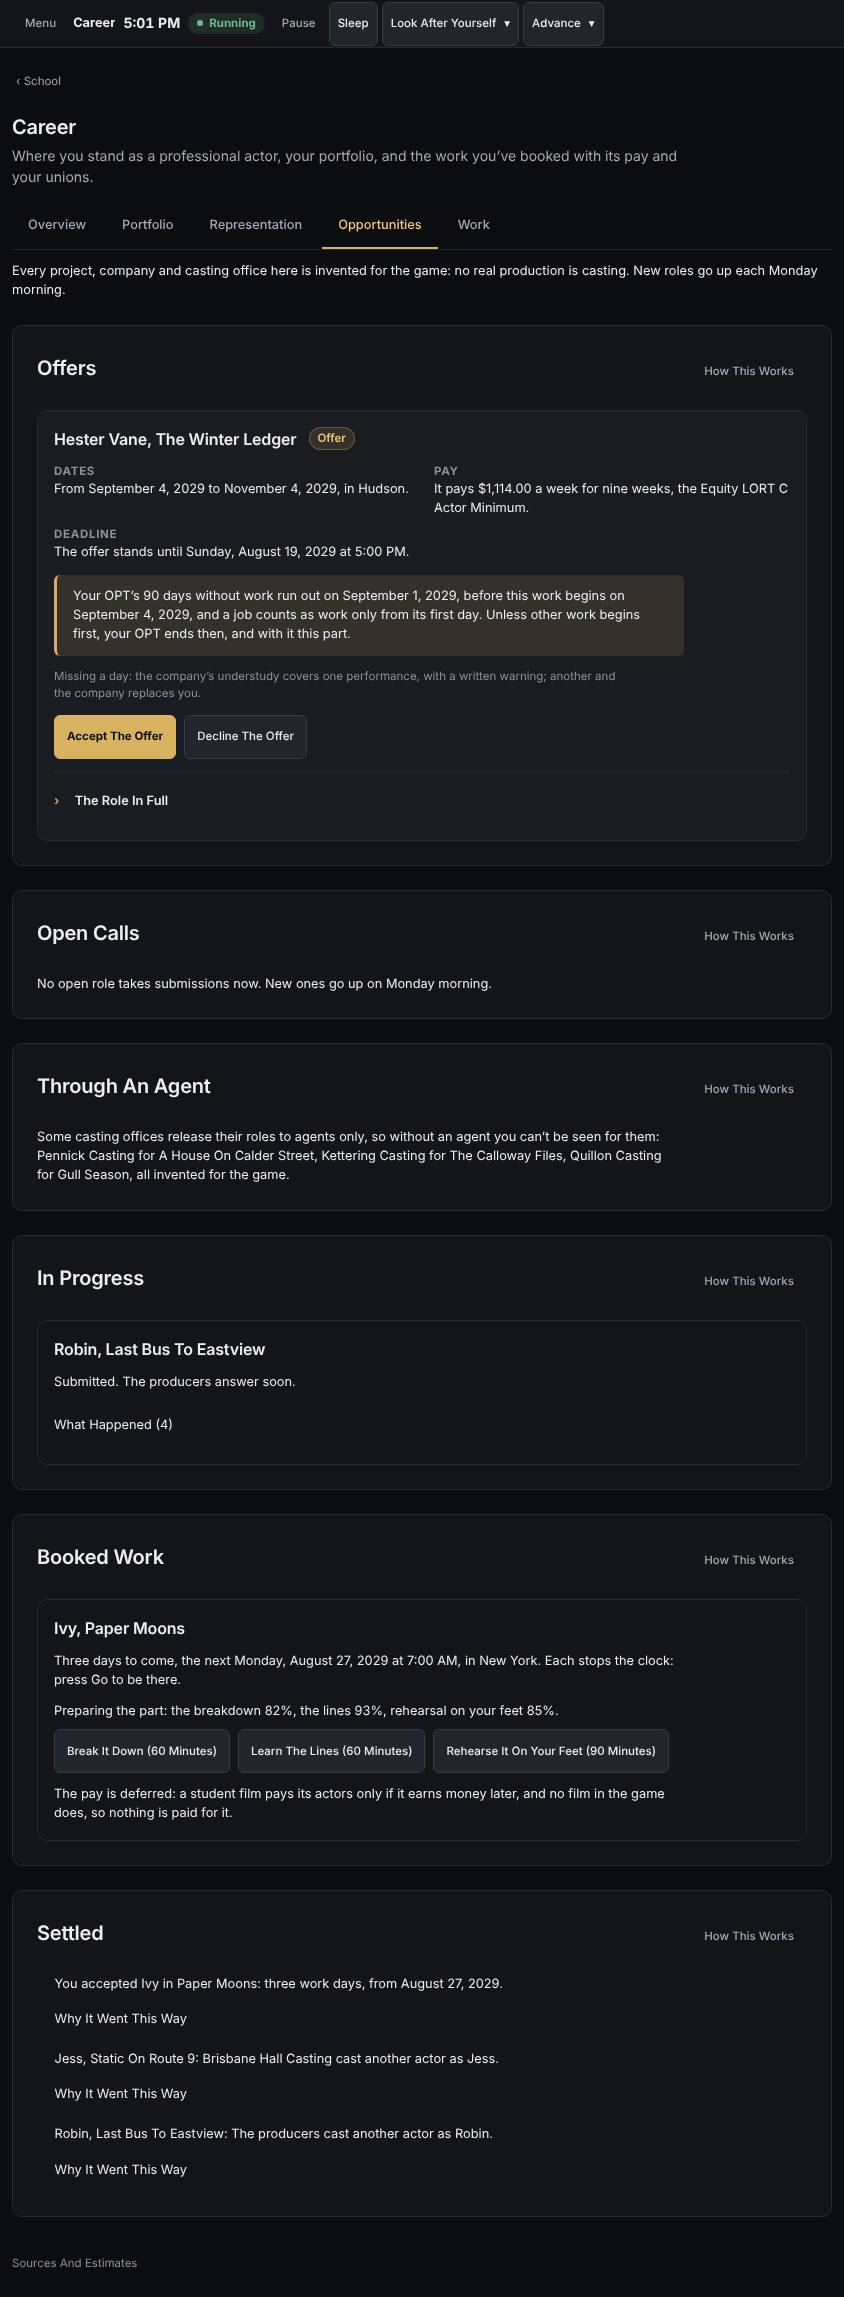 Menu Career 5:01 PM Running Pause Sleep Look After Yourself ▾ Advance ▾
‹ School
Career
Where you stand as a professional actor, your portfolio, and the work you’ve booked with its pay and
your unions.
Overview Portfolio Representation Opportunities Work
Every project, company and casting office here is invented for the game: no real production is casting. New roles go up each Monday
morning.
Offers
How This Works
Hester Vane, The Winter Ledger Offer
DATES
From September 4, 2029 to November 4, 2029, in Hudson.
PAY
It pays $1,114.00 a week for nine weeks, the Equity LORT C
Actor Minimum.
DEADLINE
The offer stands until Sunday, August 19, 2029 at 5:00 PM.
Your OPT’s 90 days without work run out on September 1, 2029, before this work begins on
September 4, 2029, and a job counts as work only from its first day. Unless other work begins
first, your OPT ends then, and with it this part.
Missing a day: the company’s understudy covers one performance, with a written warning; another and
the company replaces you.
Accept The Offer Decline The Offer
› The Role In Full
Open Calls
How This Works
No open role takes submissions now. New ones go up on Monday morning.
Through An Agent
How This Works
Some casting offices release their roles to agents only, so without an agent you can’t be seen for them:
Pennick Casting for A House On Calder Street, Kettering Casting for The Calloway Files, Quillon Casting
for Gull Season, all invented for the game.
In Progress
How This Works
Robin, Last Bus To Eastview
Submitted. The producers answer soon.
What Happened (4)
Booked Work
How This Works
Ivy, Paper Moons
Three days to come, the next Monday, August 27, 2029 at 7:00 AM, in New York. Each stops the clock:
press Go to be there.
Preparing the part: the breakdown 82%, the lines 93%, rehearsal on your feet 85%.
Break It Down (60 Minutes) Learn The Lines (60 Minutes) Rehearse It On Your Feet (90 Minutes)
The pay is deferred: a student film pays its actors only if it earns money later, and no film in the game
does, so nothing is paid for it.
Settled
How This Works
You accepted Ivy in Paper Moons: three work days, from August 27, 2029.
Why It Went This Way
Jess, Static On Route 9: Brisbane Hall Casting cast another actor as Jess.
Why It Went This Way
Robin, Last Bus To Eastview: The producers cast another actor as Robin.
Why It Went This Way
Sources And Estimates